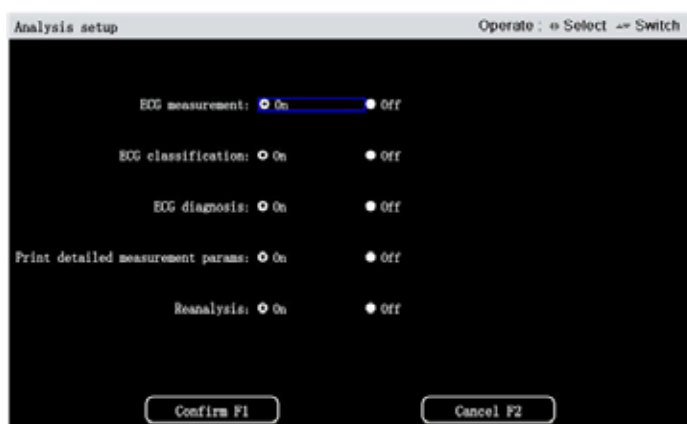 Analysis setup Operate : Select Switch
ECG measurement: On Off
ECG classification: On Off
ECG diagnosis: On Off
Print detailed measurement params: On Off
Reanalysis: On Off
Confirm F1 Cancel F2